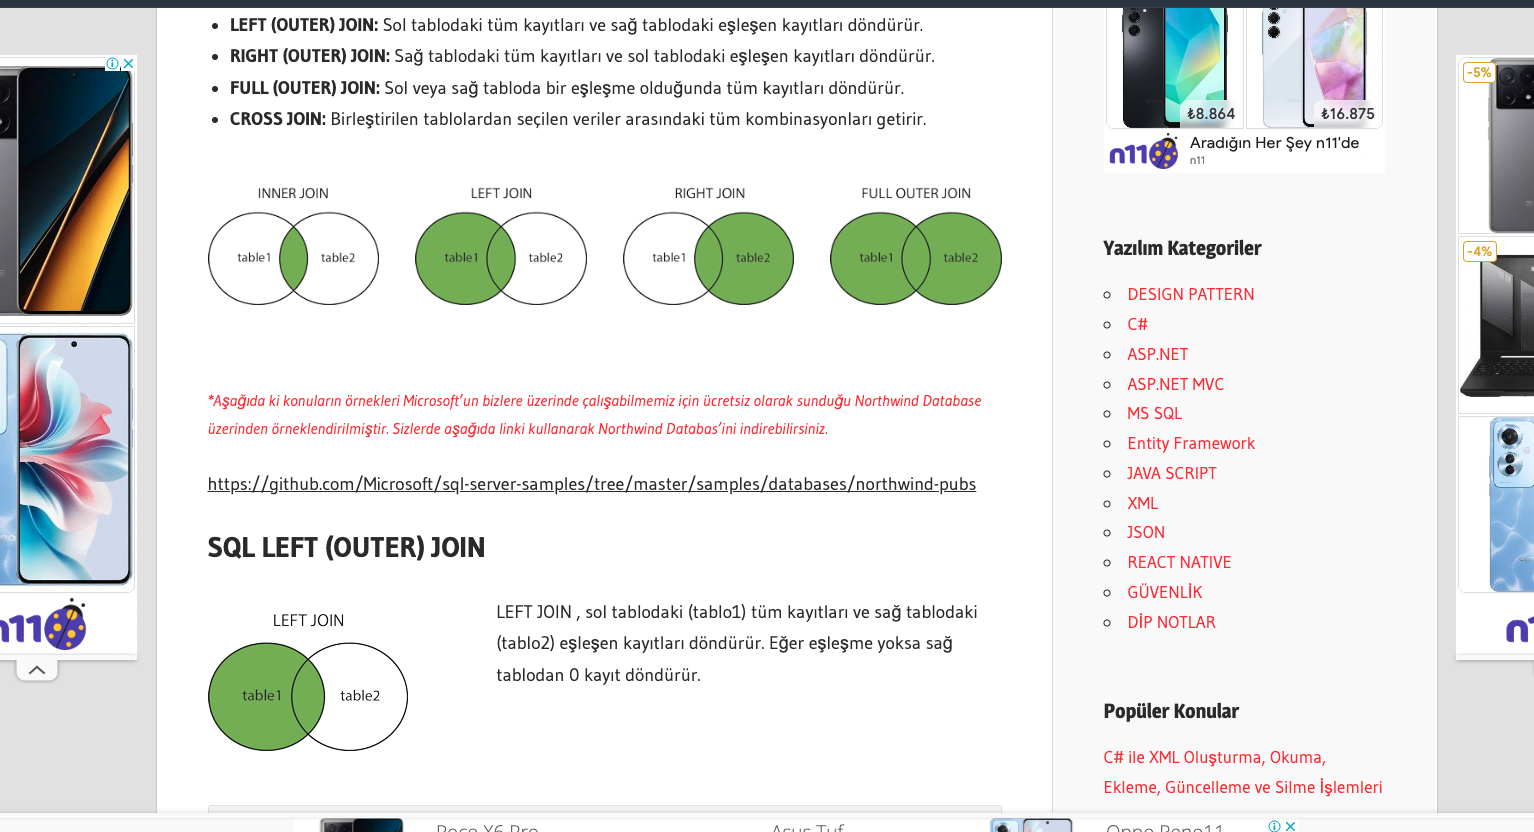 LEFT (OUTER) JOIN: Sol tablodaki tüm kayıtları ve sağ tablodaki eşleşen kayıtları döndürür.
RIGHT (OUTER) JOIN: Sağ tablodaki tüm kayıtları ve sol tablodaki eşleşen kayıtları döndürür.
FULL (OUTER) JOIN: Sol veya sağ tabloda bir eşleşme olduğunda tüm kayıtları döndürür.
CROSS JOIN: Birleştirilen tablolardan seçilen veriler arasındaki tüm kombinasyonları getirir.
INNER JOIN
LEFT JOIN
RIGHT JOIN
FULL OUTER JOIN
table1
table2
table1
table2
table1
table2
table1
table2
*Aşağıda ki konuların örnekleri Microsoft’un bizlere üzerinde çalışabilmemiz için ücretsiz olarak sunduğu Northwind Database
üzerinden örneklendirilmiştir. Sizlerde aşağıda linki kullanarak Northwind Databas’ini indirebilirsiniz.
https://github.com/Microsoft/sql-server-samples/tree/master/samples/databases/northwind-pubs
SQL LEFT (OUTER) JOIN
LEFT JOIN
table1
table2
LEFT JOIN , sol tablodaki (tablo1) tüm kayıtları ve sağ tablodaki
(tablo2) eşleşen kayıtları döndürür. Eğer eşleşme yoksa sağ
tablodan 0 kayıt döndürür.
₺8.864
₺16.875
n11
Aradığın Her Şey n11'de
n11
Yazılım Kategoriler
DESIGN PATTERN
C#
ASP.NET
ASP.NET MVC
MS SQL
Entity Framework
JAVA SCRIPT
XML
JSON
REACT NATIVE
GÜVENLİK
DİP NOTLAR
Popüler Konular
C# ile XML Oluşturma, Okuma,
Ekleme, Güncelleme ve Silme İşlemleri
-5%
-4%
n11
Poco X6 Pro
Asus Tuf
Oppo Reno11